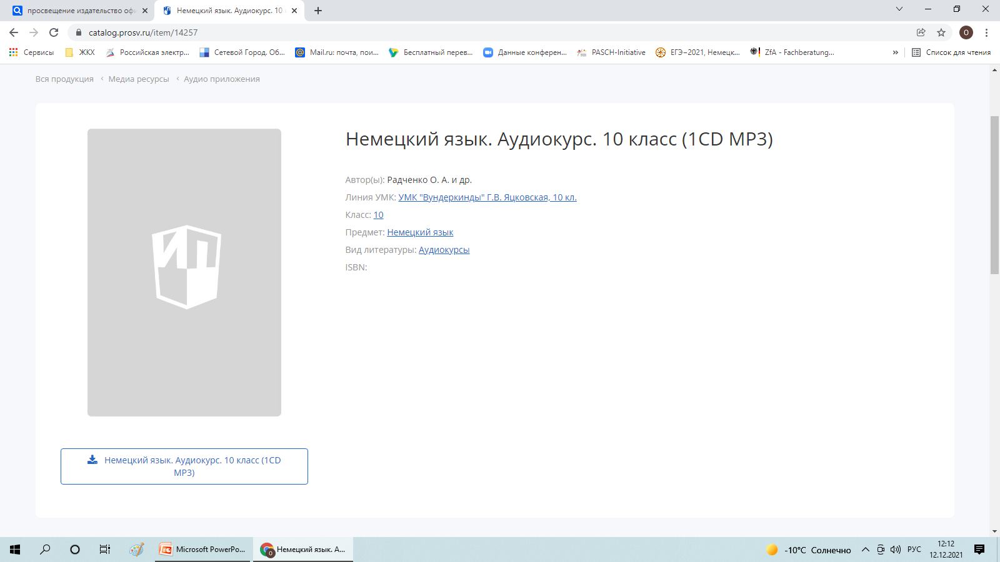 просвещение издательство офи
Немецкий язык. Аудиокурс. 10
catalog.prosv.ru/item/14257
О
Сервисы
ЖКХ
Российская электр...
Сетевой Город. Об...
Mail.ru: почта, пои...
Бесплатный перев...
Данные конферен...
PASCH-Initiative
ЕГЭ–2021, Немецк...
ZfA - Fachberatung...
»
Список для чтения
Вся продукция ‹ Медиа ресурсы ‹ Аудио приложения
ИП
Немецкий язык. Аудиокурс. 10 класс (1CD MP3)
Автор(ы): Радченко О. А. и др.
Линия УМК: УМК "Вундеркинды" Г.В. Яцковская, 10 кл.
Класс: 10
Предмет: Немецкий язык
Вид литературы: Аудиокурсы
ISBN:
Немецкий язык. Аудиокурс. 10 класс (1CD
MP3)
Microsoft PowerPo...
Немецкий язык. А...
-10°C Солнечно
РУС
12:12
12.12.2021